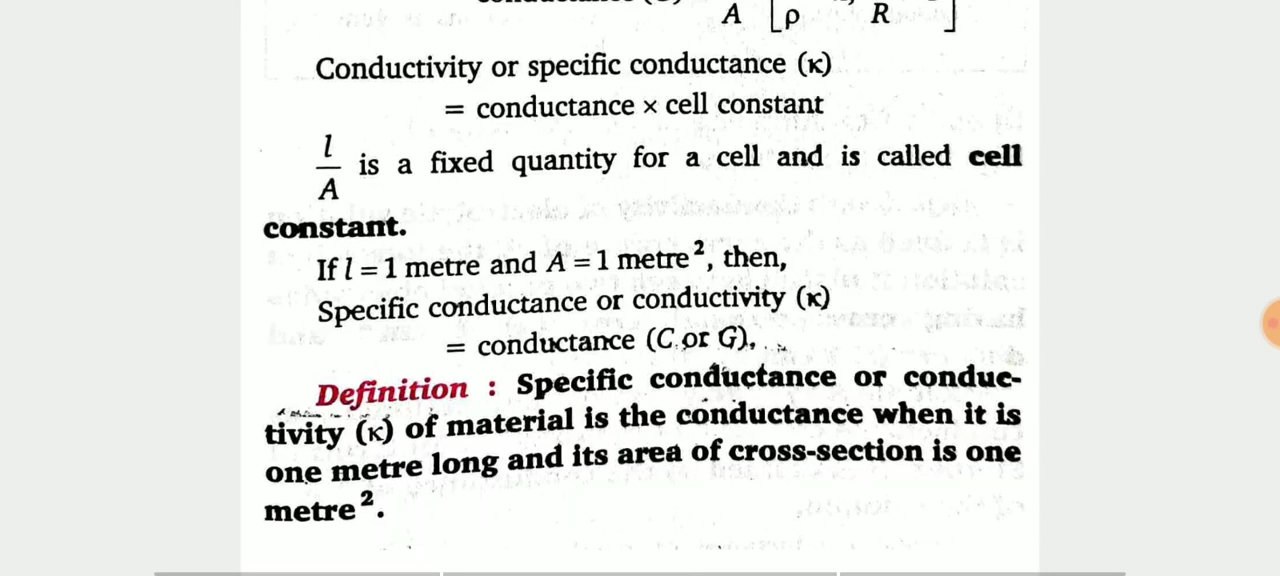 A [ρ R ]
Conductivity or specific conductance (κ)
= conductance × cell constant
l/A is a fixed quantity for a cell and is called cell
constant.
If l = 1 metre and A = 1 metre², then,
Specific conductance or conductivity (κ)
= conductance (C or G).
Definition : Specific conductance or conduc-
tivity (κ) of material is the conductance when it is
one metre long and its area of cross-section is one
metre².